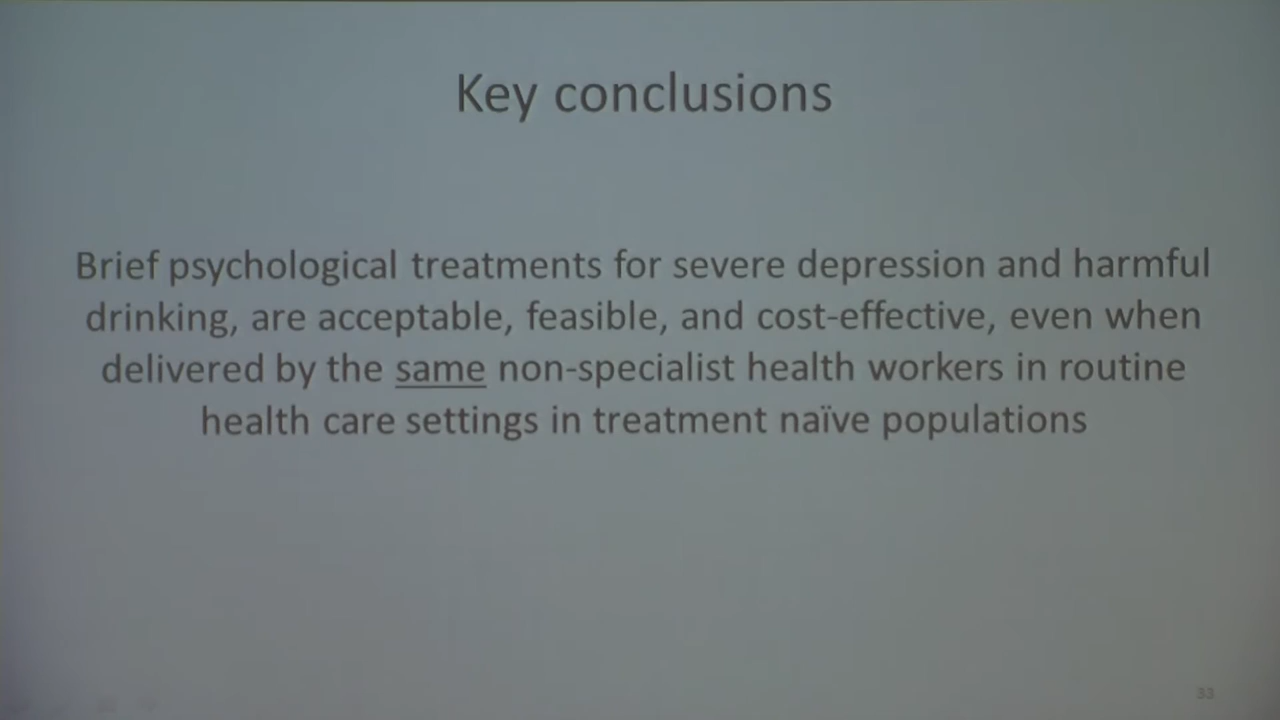 Key conclusions
Brief psychological treatments for severe depression and harmful
drinking, are acceptable, feasible, and cost-effective, even when
delivered by the same non-specialist health workers in routine
health care settings in treatment naïve populations
33